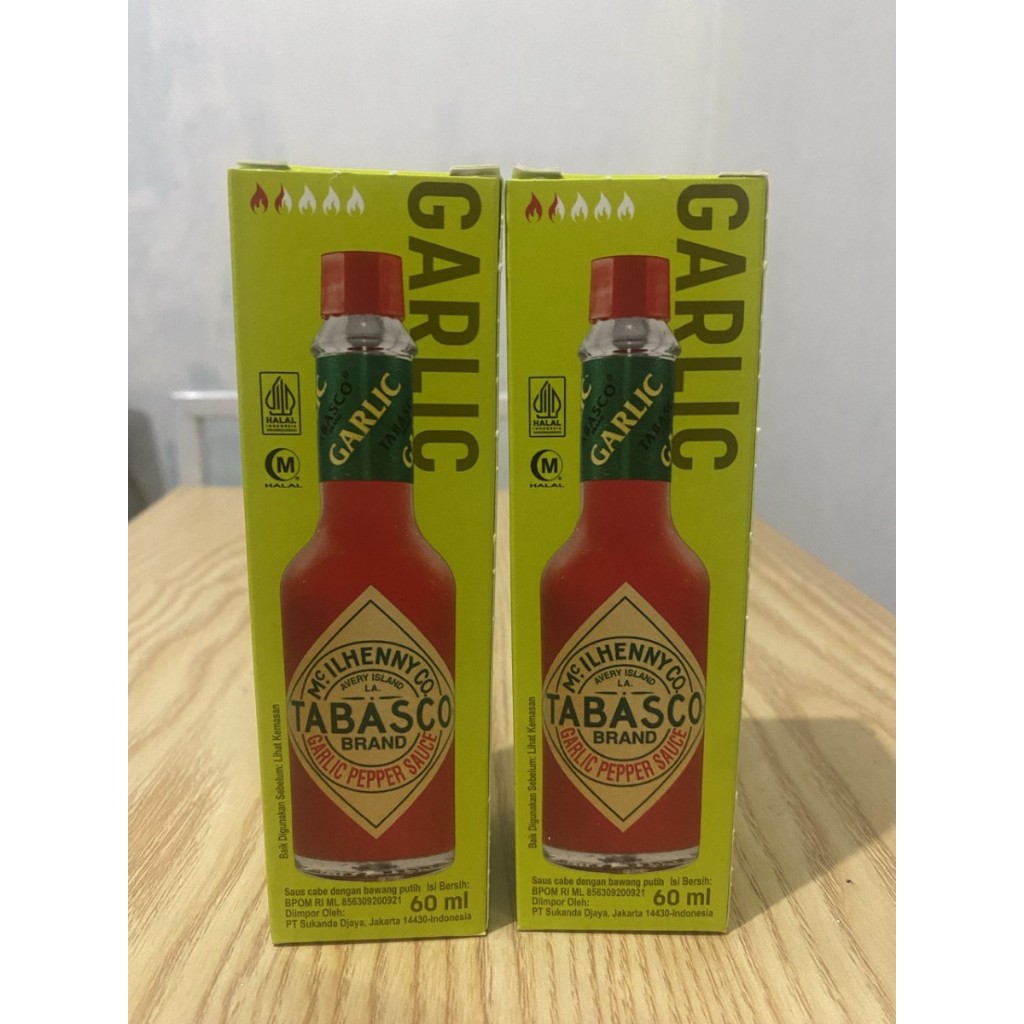 GARLIC
HALAL
INDONESIA
M
HALAL
TABASCO®
GARLIC
TABAS
Mc.ILHENNY CO.
AVERY ISLAND
LA.
TABASCO
BRAND
GARLIC PEPPER SAUCE
Baik Digunakan Sebelum: Lihat Kemasan
Saus cabe dengan bawang putih Isi Bersih:
BPOM RI ML 856309200921 60 ml
Diimpor Oleh:
PT Sukanda Djaya, Jakarta 14430-Indonesia
GARLIC
HALAL
INDONESIA
M
HALAL
GARLIC
Mc.ILHENNY CO.
AVERY ISLAND
LA.
TABASCO
BRAND
GARLIC PEPPER SAUCE
Baik Digunakan Sebelum: Lihat Kemasan
Saus cabe dengan bawang putih Isi Bersih:
BPOM RI ML 856309200921 60 ml
Diimpor Oleh:
PT Sukanda Djaya, Jakarta 14430-Indonesia